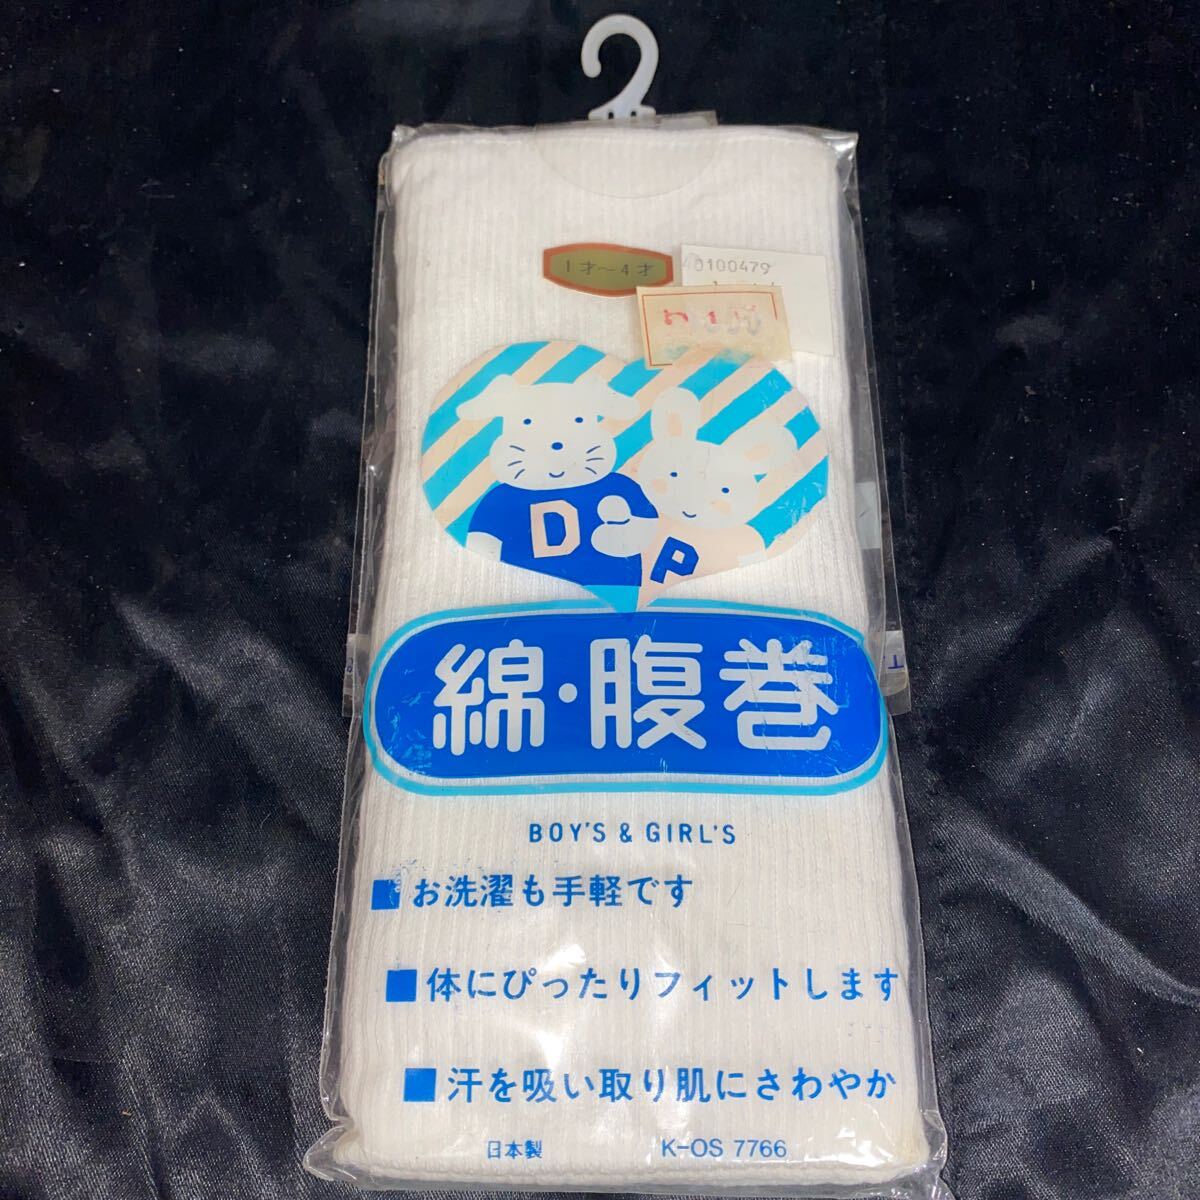 1才〜4才
40100479
D
P
綿・腹巻
BOY'S & GIRL'S
■お洗濯も手軽です
■体にぴったりフィットします
■汗を吸い取り肌にさわやか
日本製 K-OS 7766